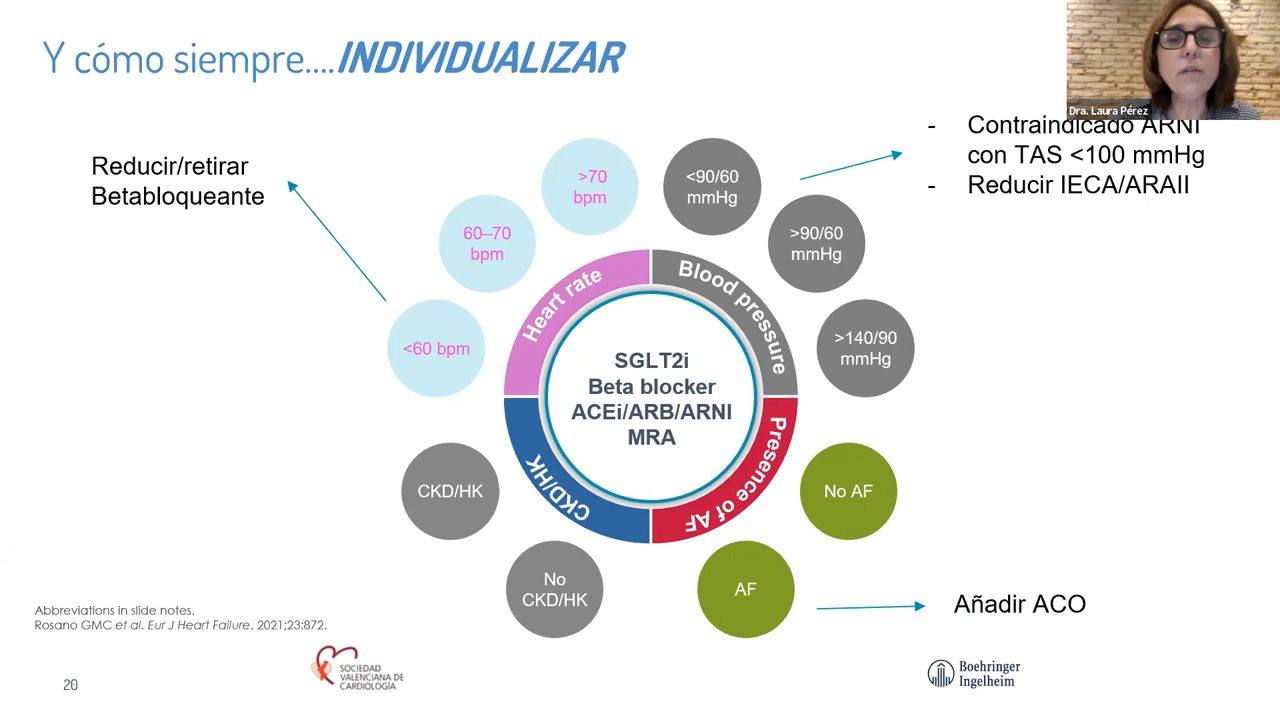 Y cómo siempre....INDIVIDUALIZAR
Dra. Laura Pérez
- Contraindicado ARNI
con TAS <100 mmHg
- Reducir IECA/ARAII
Reducir/retirar
Betabloqueante
>70
bpm
<90/60
mmHg
60–70
bpm
>90/60
mmHg
<60 bpm
>140/90
mmHg
Heart rate
Blood pressure
SGLT2i
Beta blocker
ACEi/ARB/ARNI
MRA
CKD/HK
Presence of AF
CKD/HK
No AF
No
CKD/HK
AF
Añadir ACO
Abbreviations in slide notes.
Rosano GMC et al. Eur J Heart Failure. 2021;23:872.
20
SOCIEDAD
VALENCIANA DE
CARDIOLOGÍA
Boehringer
Ingelheim